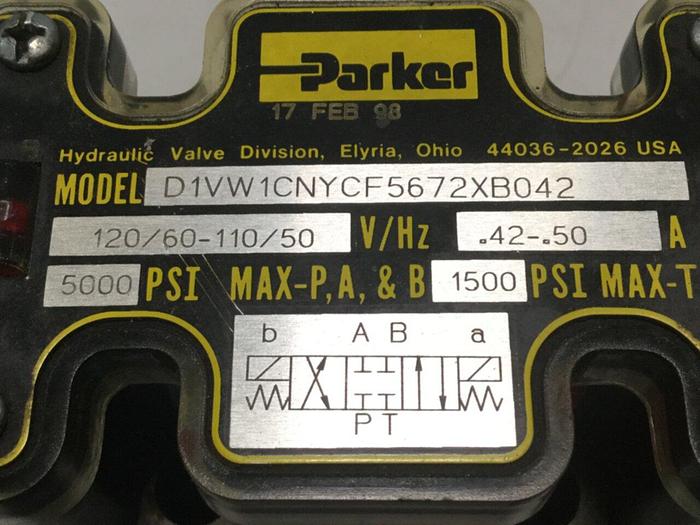 Parker
17 FEB 98
Hydraulic Valve Division, Elyria, Ohio 44036-2026 USA
MODEL D1VW1CNYCF5672XB042
120/60-110/50 V/Hz .42-.50 A
5000 PSI MAX-P, A, & B 1500 PSI MAX-T
b A B a
P T